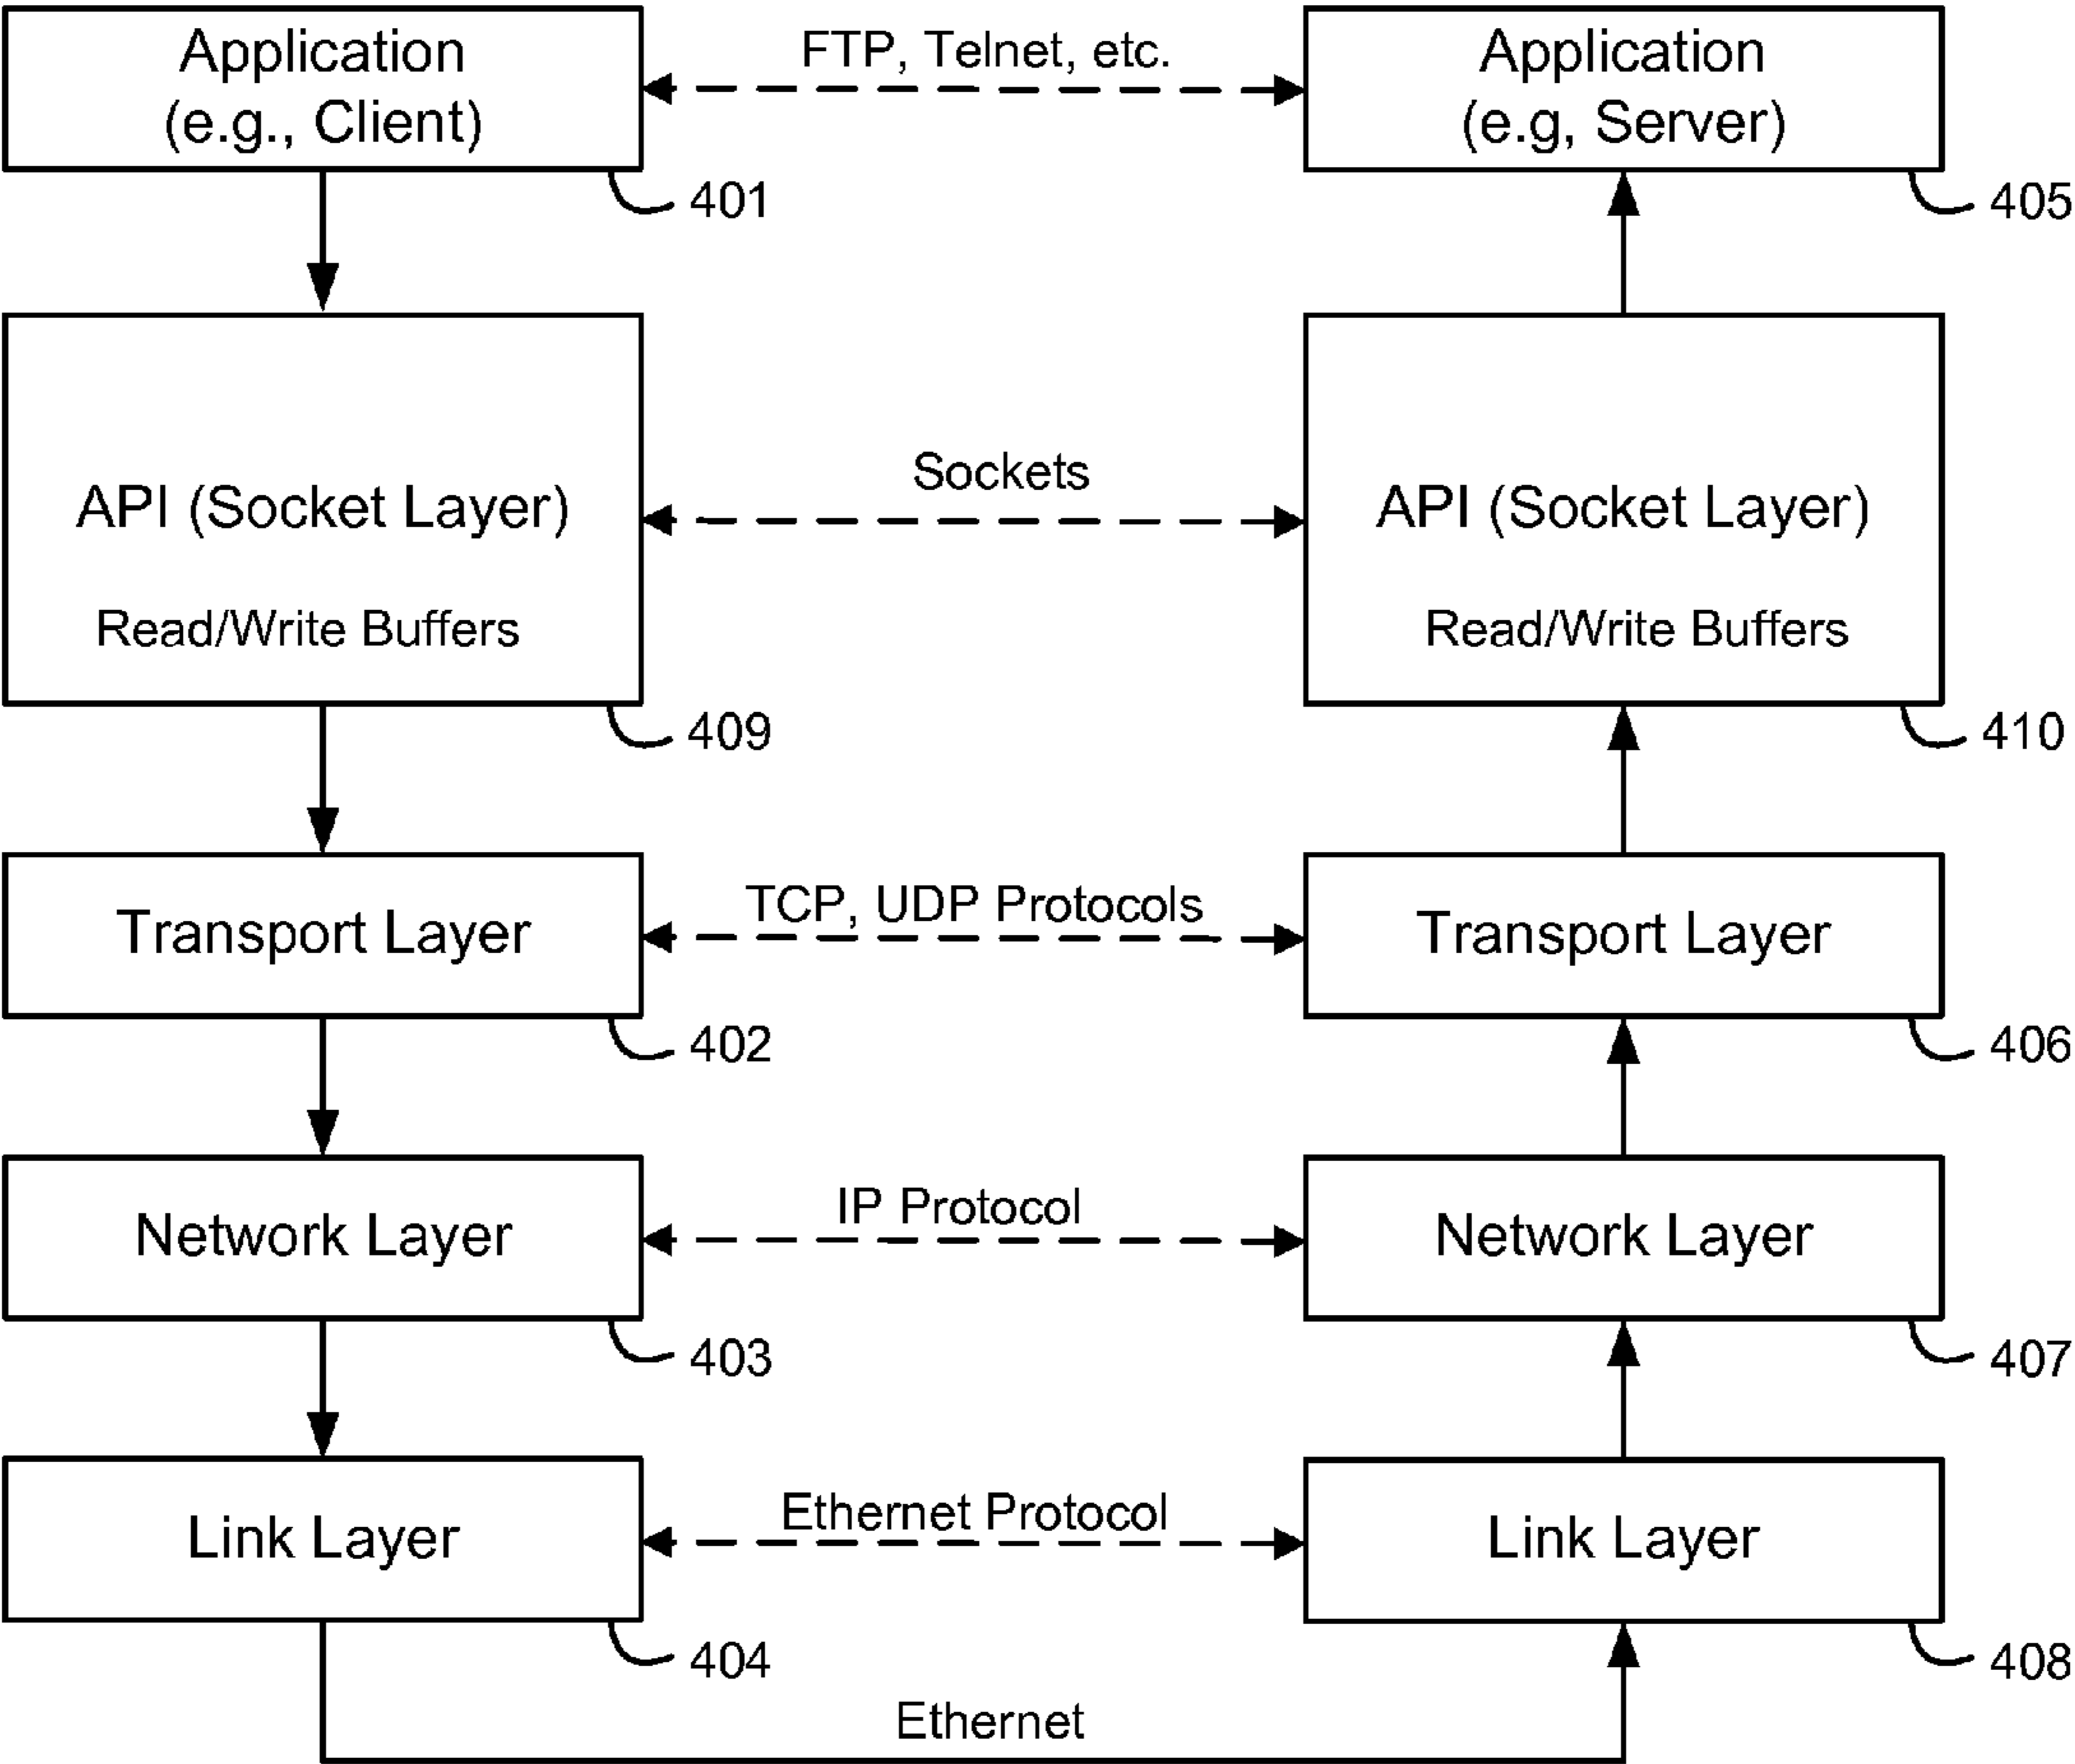 Application
(e.g., Client)
FTP, Telnet, etc.
Application
(e.g, Server)
401
405
API (Socket Layer)
Read/Write Buffers
Sockets
API (Socket Layer)
Read/Write Buffers
409
410
Transport Layer
TCP, UDP Protocols
Transport Layer
402
406
Network Layer
IP Protocol
Network Layer
403
407
Link Layer
Ethernet Protocol
Link Layer
404
408
Ethernet